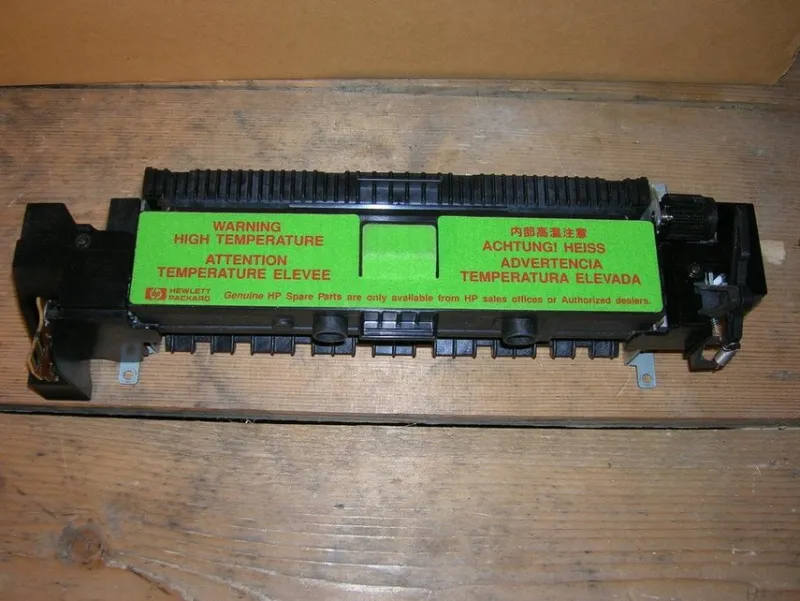 WARNING
HIGH TEMPERATURE
ATTENTION
TEMPERATURE ELEVEE
内部高温注意
ACHTUNG! HEISS
ADVERTENCIA
TEMPERATURA ELEVADA
hp HEWLETT
PACKARD
Genuine HP Spare Parts are only available from HP sales offices or Authorized dealers.